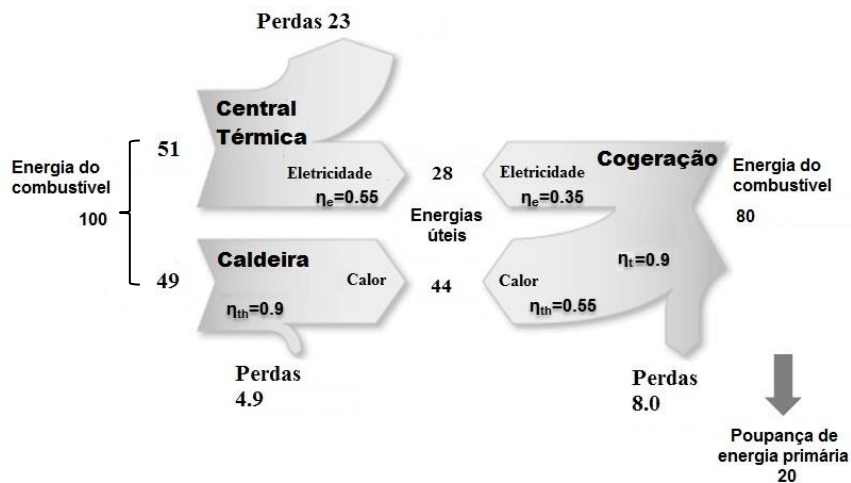 Perdas 23
Central
Térmica
51
Energia do
combustível
100
Eletricidade
ηe=0.55
28
Eletricidade
ηe=0.35
Cogeração
Energia do
combustível
80
Energias
úteis
49
Caldeira
ηth=0.9
Calor
44
Calor
ηth=0.55
ηt=0.9
Perdas
4.9
Perdas
8.0
Poupança de
energia primária
20